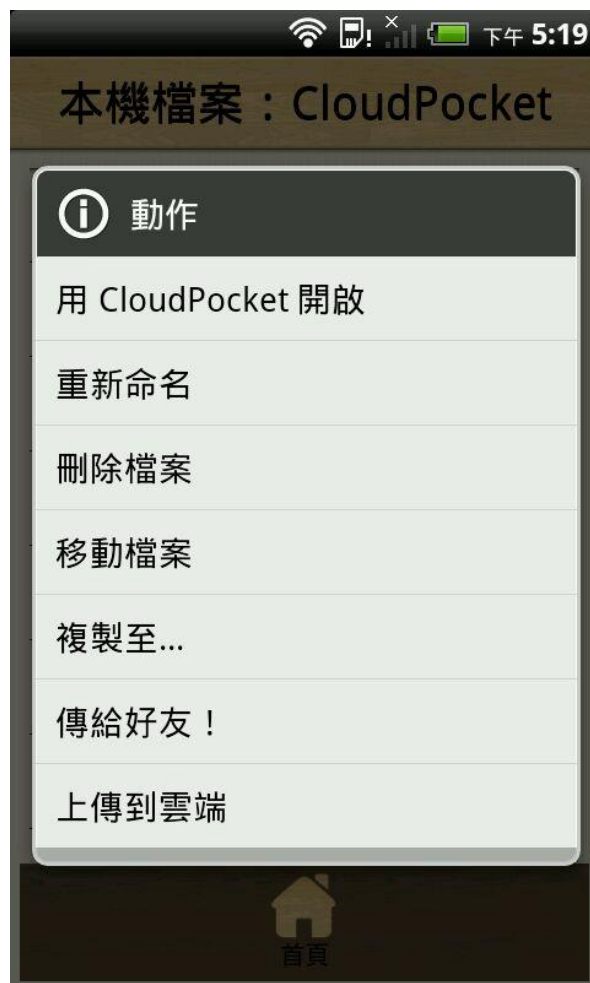 下午 5:19
本機檔案：CloudPocket
動作
用 CloudPocket 開啟
重新命名
刪除檔案
移動檔案
複製至...
傳給好友！
上傳到雲端
首頁